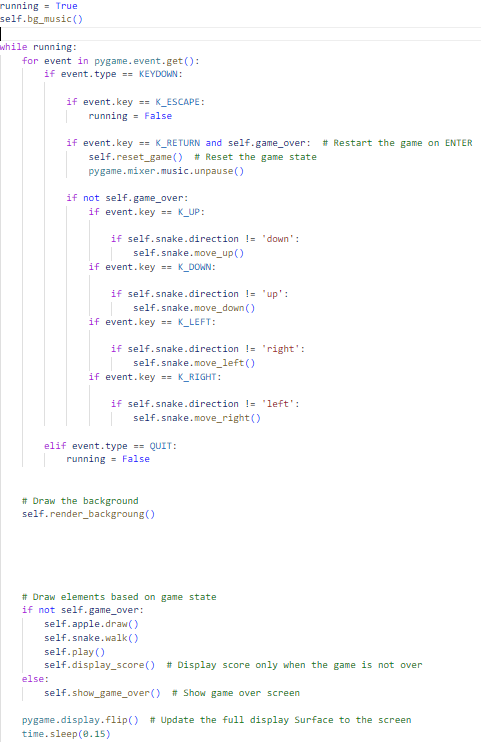 running = True
self.bg_music()
while running:
    for event in pygame.event.get():
        if event.type == KEYDOWN:
            if event.key == K_ESCAPE:
                running = False
            if event.key == K_RETURN and self.game_over:  # Restart the game on ENTER
                self.reset_game()  # Reset the game state
                pygame.mixer.music.unpause()
            if not self.game_over:
                if event.key == K_UP:
                    if self.snake.direction != 'down':
                        self.snake.move_up()
                if event.key == K_DOWN:
                    if self.snake.direction != 'up':
                        self.snake.move_down()
                if event.key == K_LEFT:
                    if self.snake.direction != 'right':
                        self.snake.move_left()
                if event.key == K_RIGHT:
                    if self.snake.direction != 'left':
                        self.snake.move_right()
        elif event.type == QUIT:
            running = False
    # Draw the background
    self.render_backgroung()
    # Draw elements based on game state
    if not self.game_over:
        self.apple.draw()
        self.snake.walk()
        self.play()
        self.display_score()  # Display score only when the game is not over
    else:
        self.show_game_over()  # Show game over screen
    pygame.display.flip()  # Update the full display Surface to the screen
    time.sleep(0.15)